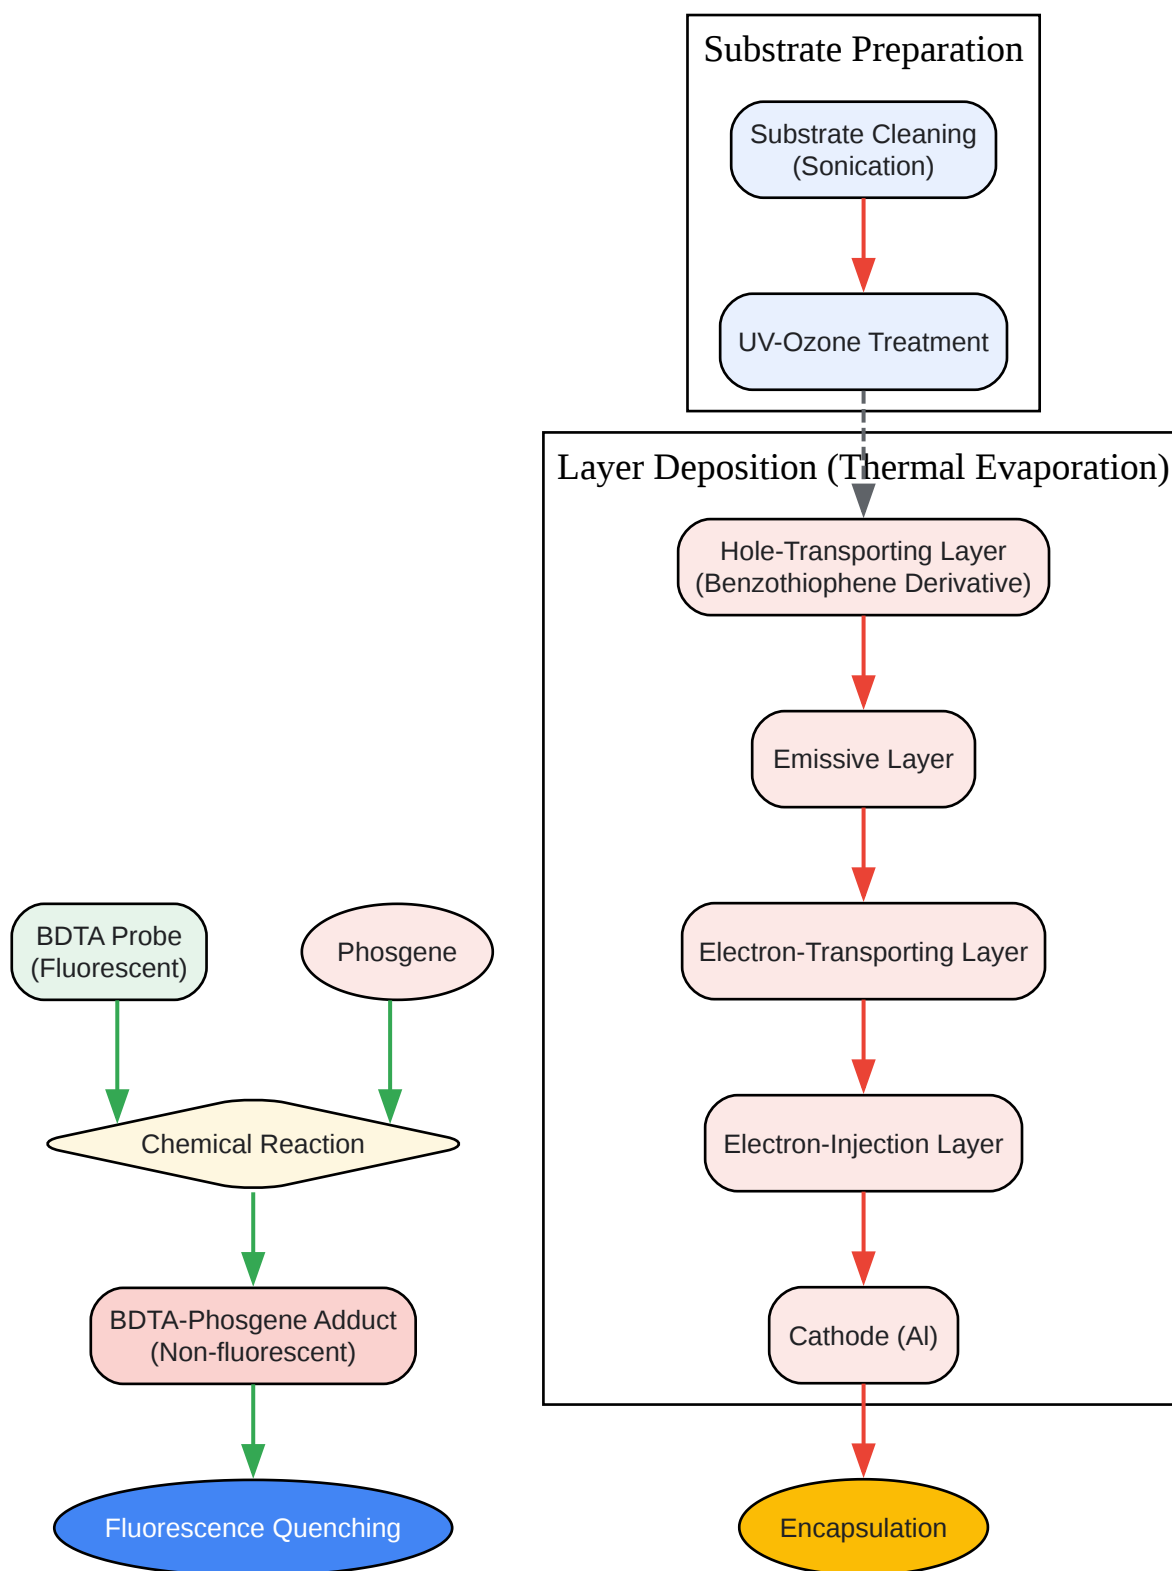 Substrate Preparation
Substrate Cleaning
(Sonication)
UV-Ozone Treatment
Layer Deposition (Thermal Evaporation)
Hole-Transporting Layer
(Benzothiophene Derivative)
Emissive Layer
Electron-Transporting Layer
Electron-Injection Layer
Cathode (Al)
Encapsulation
BDTA Probe
(Fluorescent)
Phosgene
Chemical Reaction
BDTA-Phosgene Adduct
(Non-fluorescent)
Fluorescence Quenching